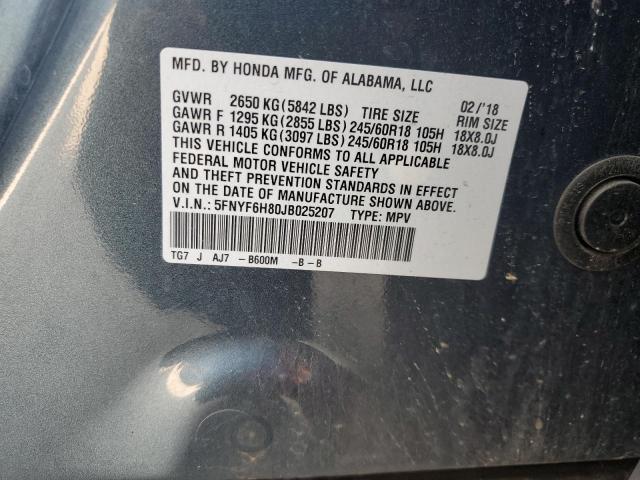 MFD. BY HONDA MFG. OF ALABAMA, LLC
GVWR 2650 KG (5842 LBS) TIRE SIZE 02/'18 RIM SIZE
GAWR F 1295 KG (2855 LBS) 245/60R18 105H 18X8.0J
GAWR R 1405 KG (3097 LBS) 245/60R18 105H 18X8.0J
THIS VEHICLE CONFORMS TO ALL APPLICABLE
FEDERAL MOTOR VEHICLE SAFETY
AND THEFT PREVENTION STANDARDS IN EFFECT
ON THE DATE OF MANUFACTURE SHOWN ABOVE.
V.I.N.: 5FNYF6H80JB025207 TYPE: MPV
TG7 J AJ7 - B600M -B - B